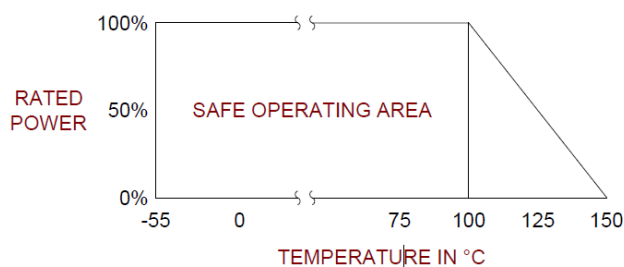 100%
RATED
POWER
50%
SAFE OPERATING AREA
0%
-55 0 75 100 125 150
TEMPERATURE IN °C